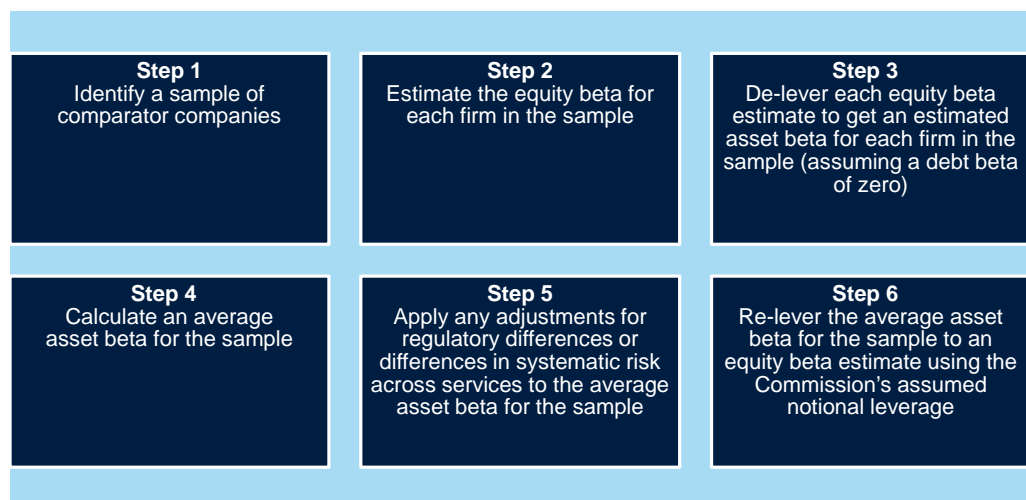 Step 1
Identify a sample of
comparator companies
Step 2
Estimate the equity beta for
each firm in the sample
Step 3
De-lever each equity beta
estimate to get an estimated
asset beta for each firm in the
sample (assuming a debt beta
of zero)
Step 4
Calculate an average
asset beta for the sample
Step 5
Apply any adjustments for
regulatory differences or
differences in systematic risk
across services to the average
asset beta for the sample
Step 6
Re-lever the average asset
beta for the sample to an
equity beta estimate using the
Commission’s assumed
notional leverage